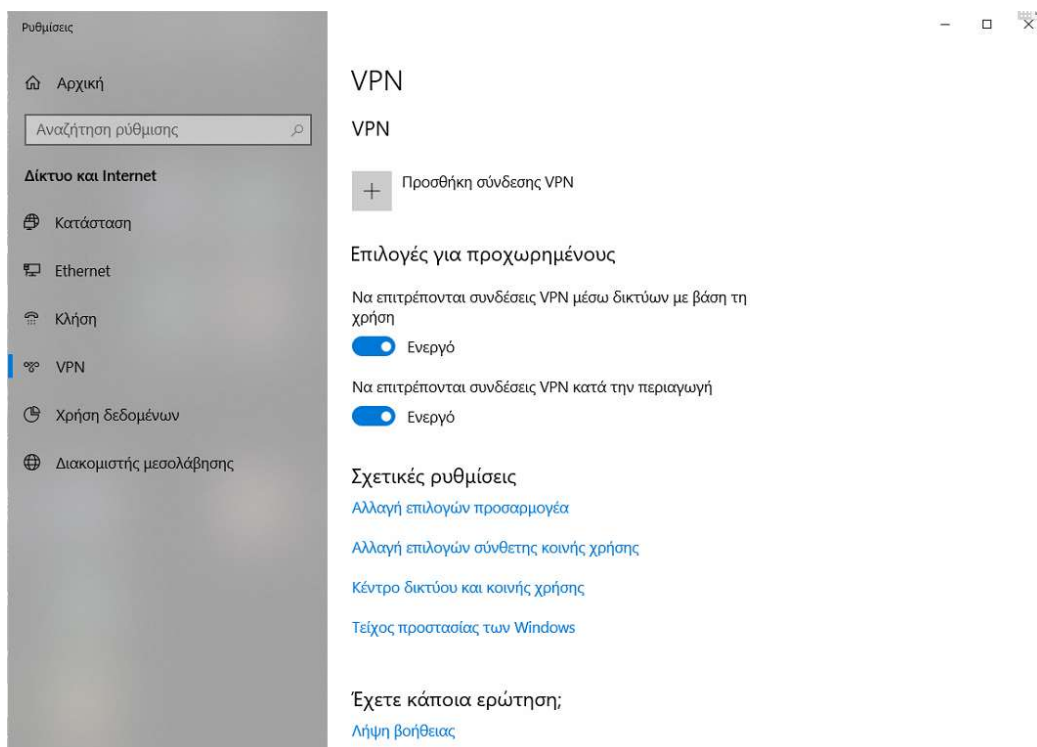 Ρυθμίσεις
Αρχική
Αναζήτηση ρύθμισης
Δίκτυο και Internet
Κατάσταση
Ethernet
Κλήση
VPN
Χρήση δεδομένων
Διακομιστής μεσολάβησης
VPN
VPN
Προσθήκη σύνδεσης VPN
Επιλογές για προχωρημένους
Να επιτρέπονται συνδέσεις VPN μέσω δικτύων με βάση τη
χρήση
Ενεργό
Να επιτρέπονται συνδέσεις VPN κατά την περιαγωγή
Ενεργό
Σχετικές ρυθμίσεις
Αλλαγή επιλογών προσαρμογέα
Αλλαγή επιλογών σύνθετης κοινής χρήσης
Κέντρο δικτύου και κοινής χρήσης
Τείχος προστασίας των Windows
Έχετε κάποια ερώτηση;
Λήψη βοήθειας